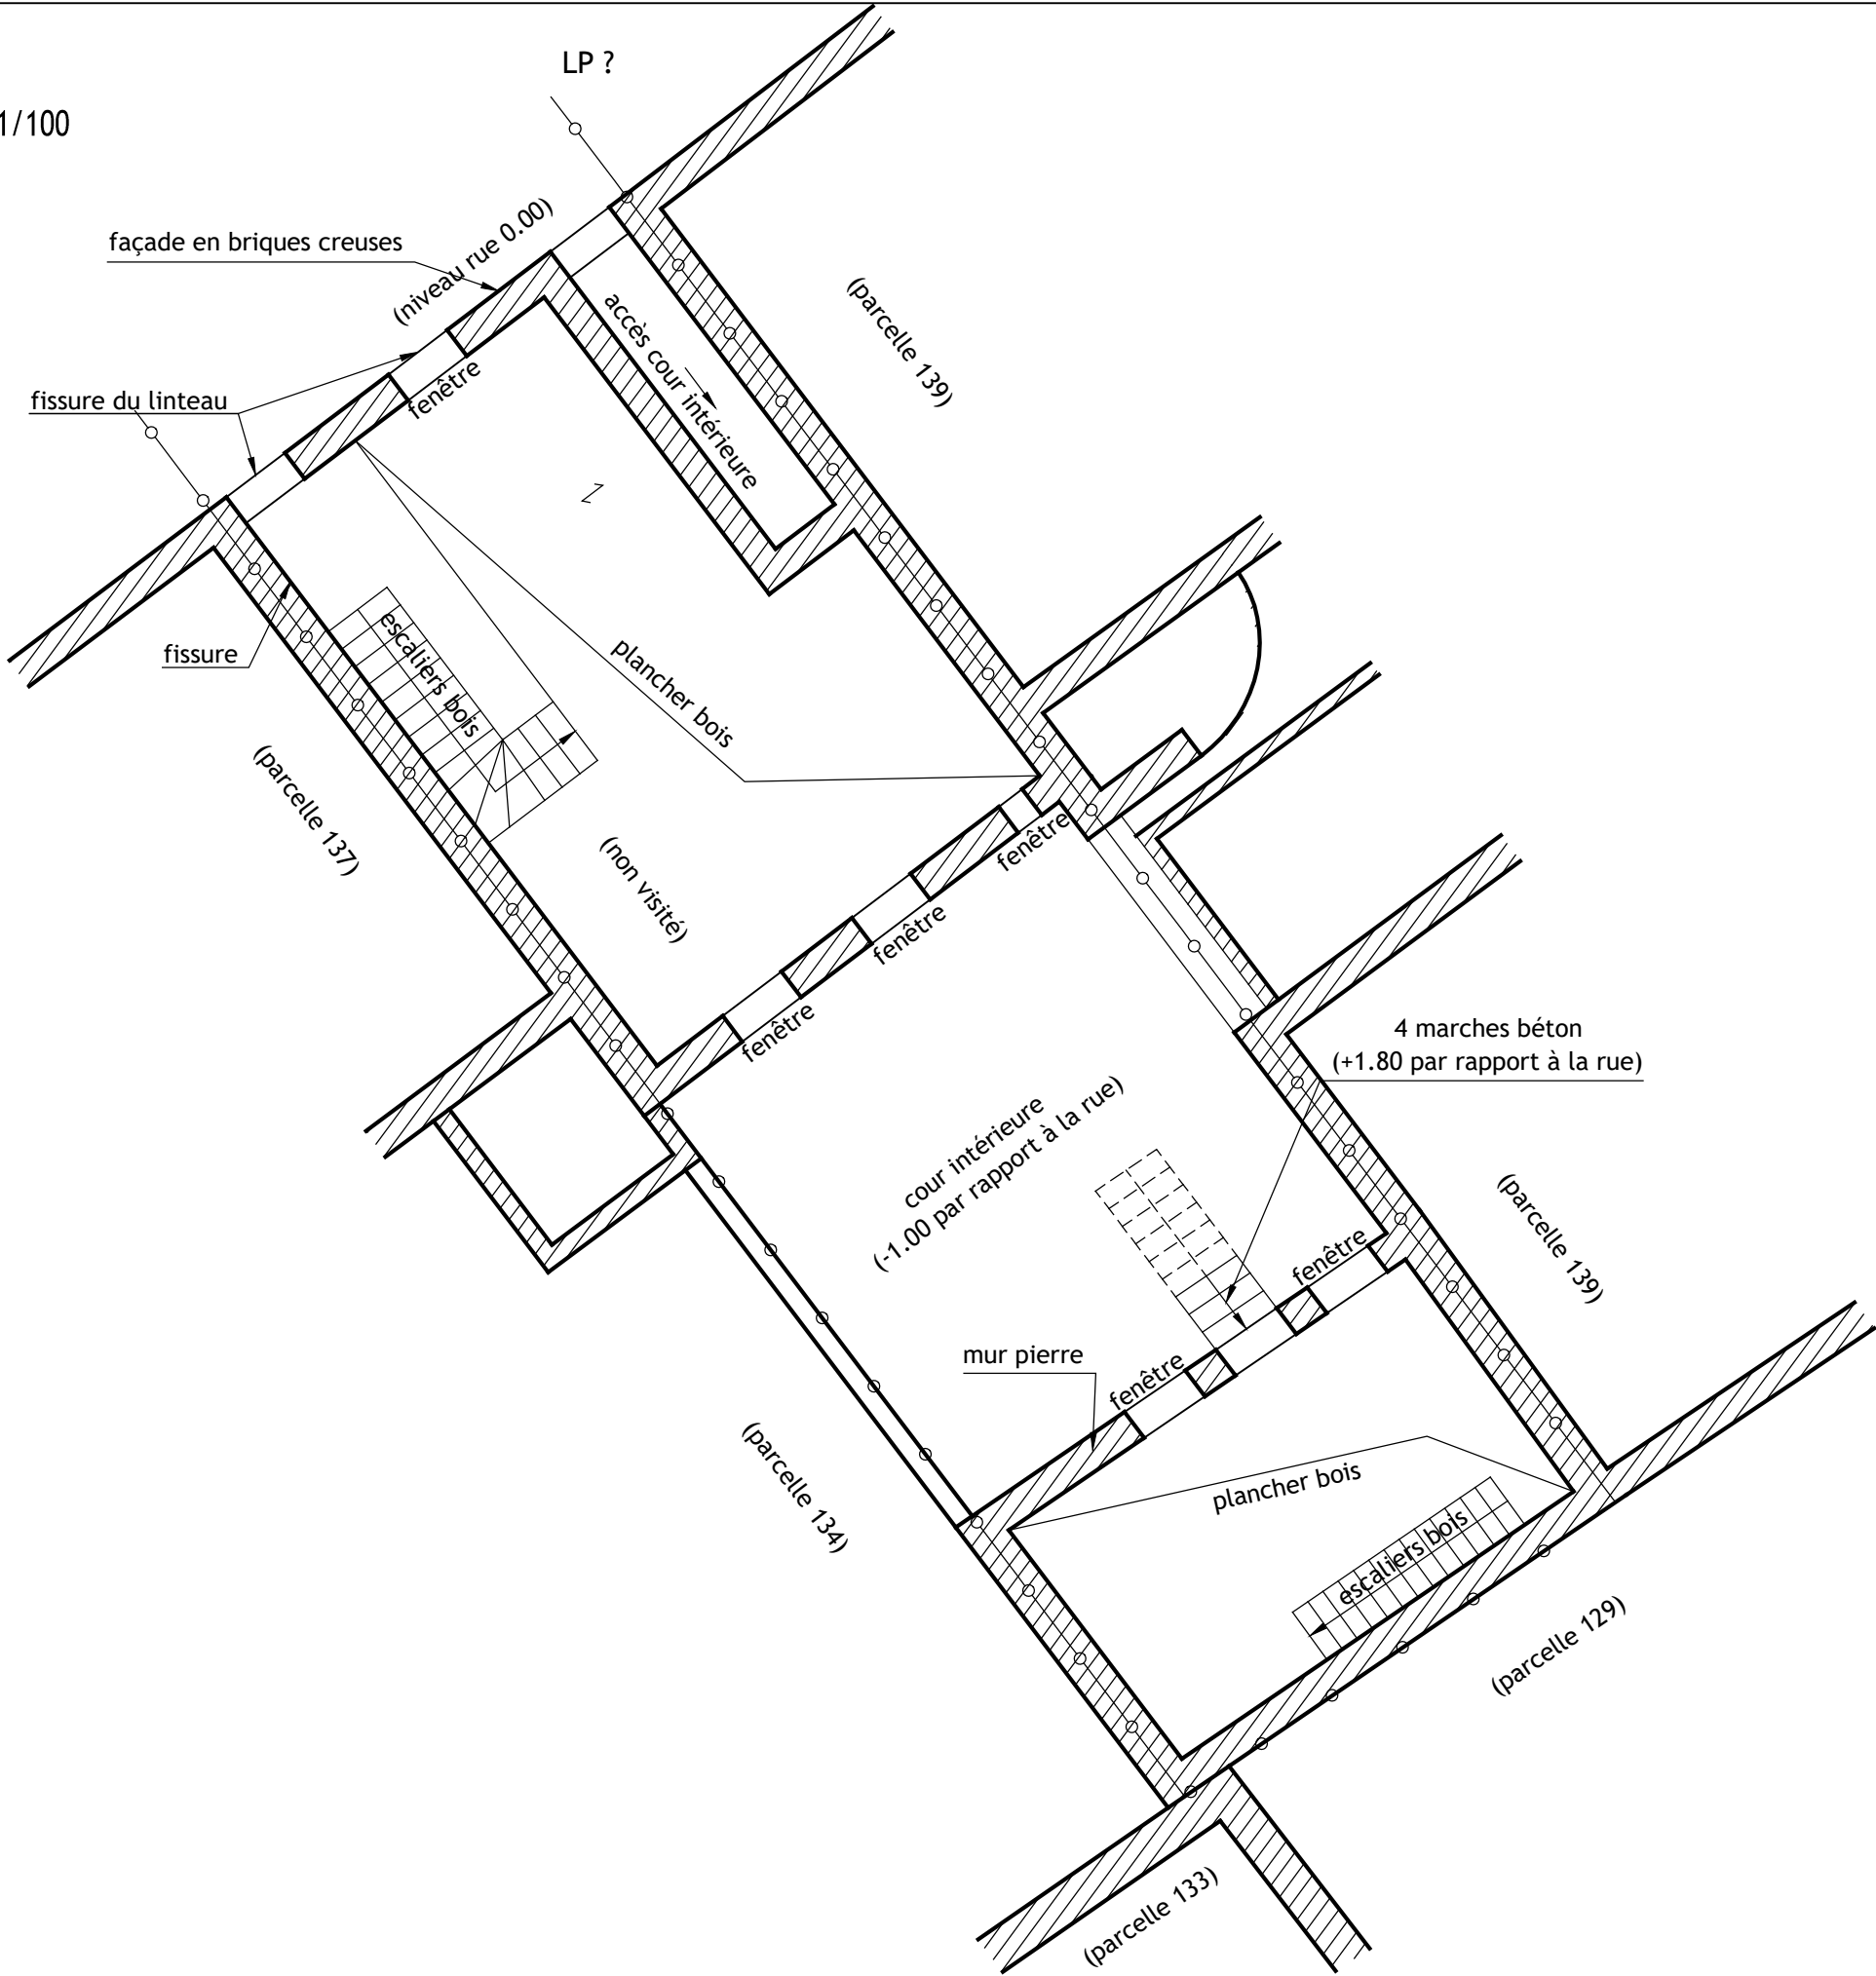 LP ?
1/100
(niveau rue 0.00)
façade en briques creuses
accès cour intérieure
(parcelle 139)
fissure du linteau
fenêtre
fissure
escaliers bois
plancher bois
(parcelle 137)
(non visité)
fenêtre
fenêtre
fenêtre
4 marches béton
(+1.80 par rapport à la rue)
cour intérieure
(-1.00 par rapport à la rue)
(parcelle 139)
fenêtre
mur pierre
fenêtre
(parcelle 134)
plancher bois
escaliers bois
(parcelle 129)
(parcelle 133)